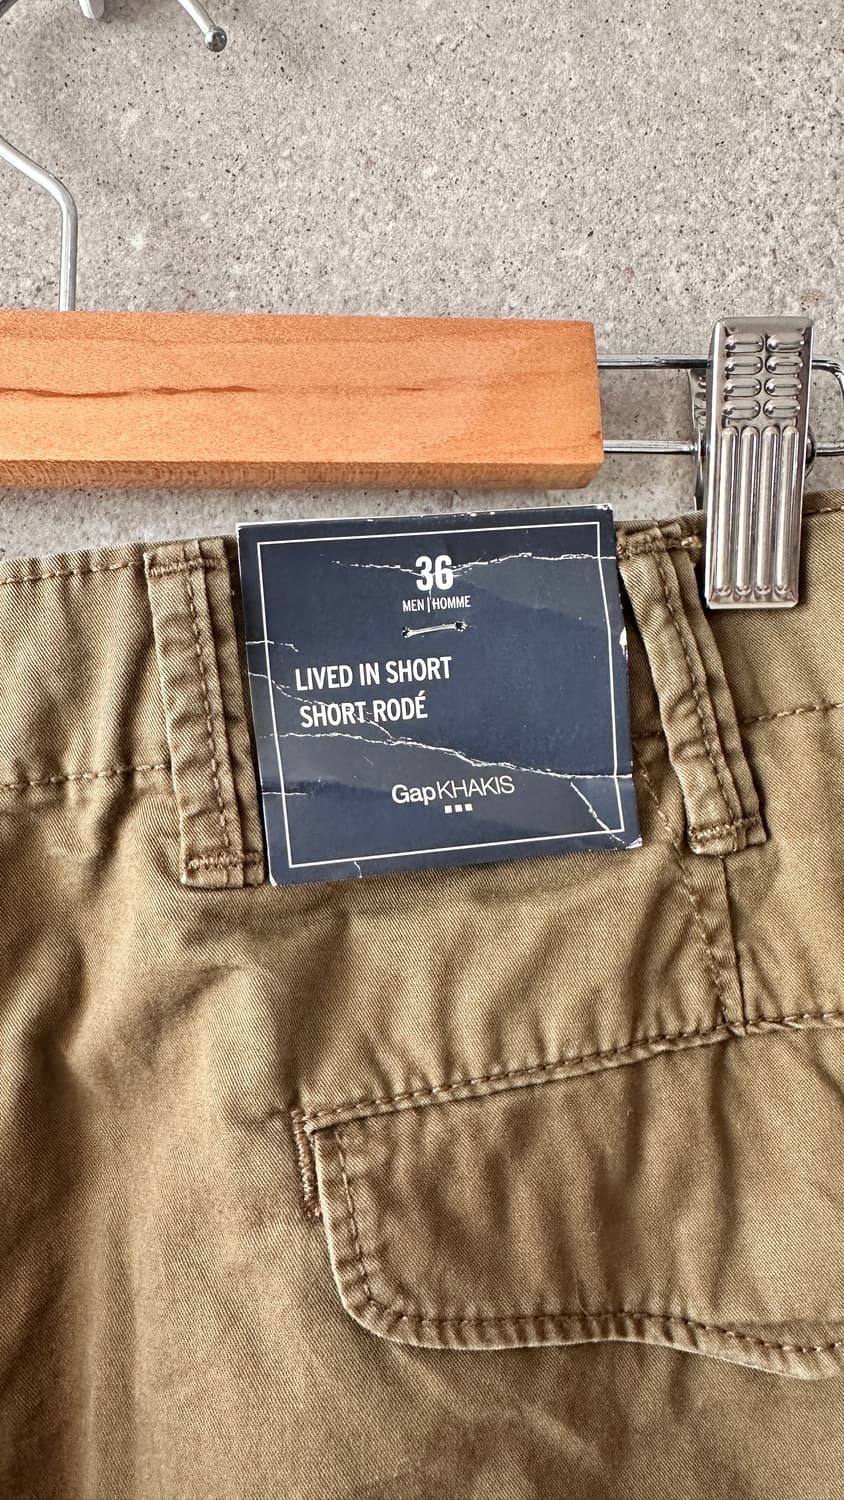 36
MEN | HOMME
LIVED IN SHORT
SHORT RODÉ
GapKHAKIS